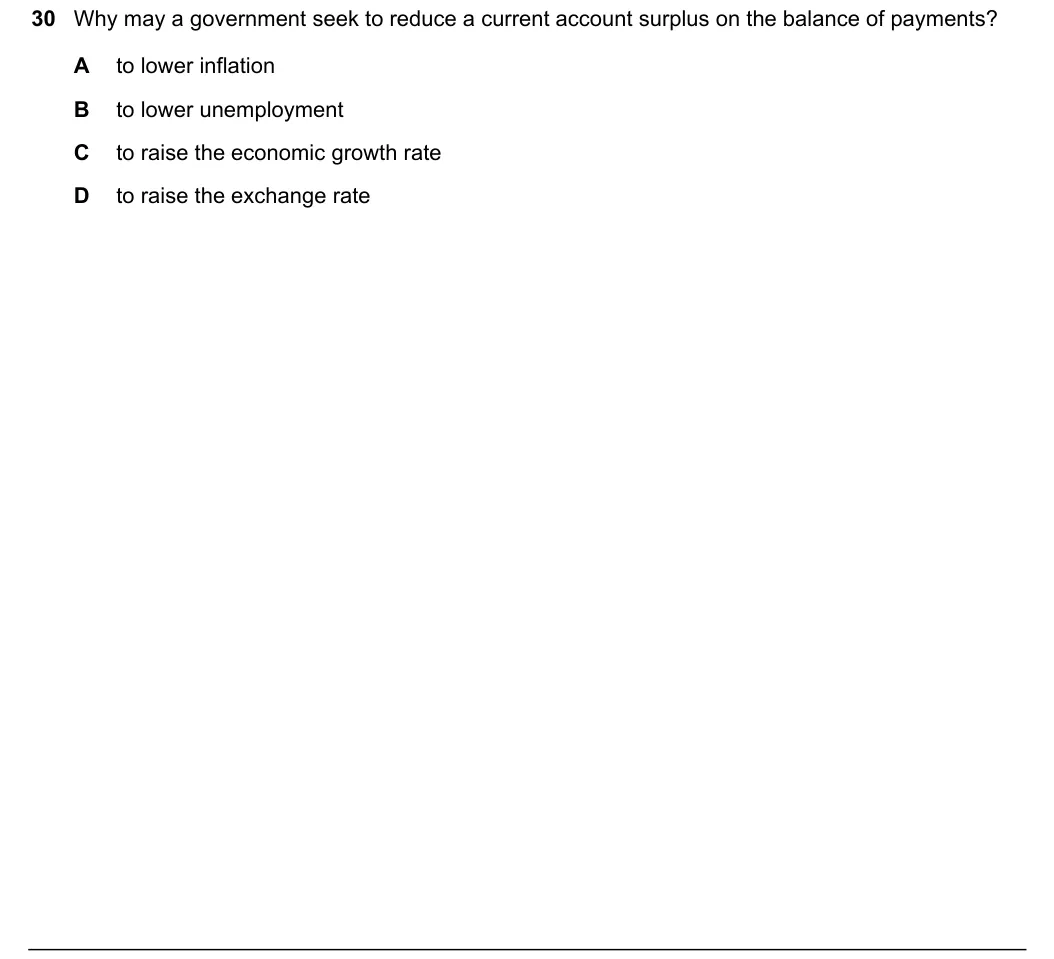 30 Why may a government seek to reduce a current account surplus on the balance of payments?
A to lower inflation
B to lower unemployment
C to raise the economic growth rate
D to raise the exchange rate